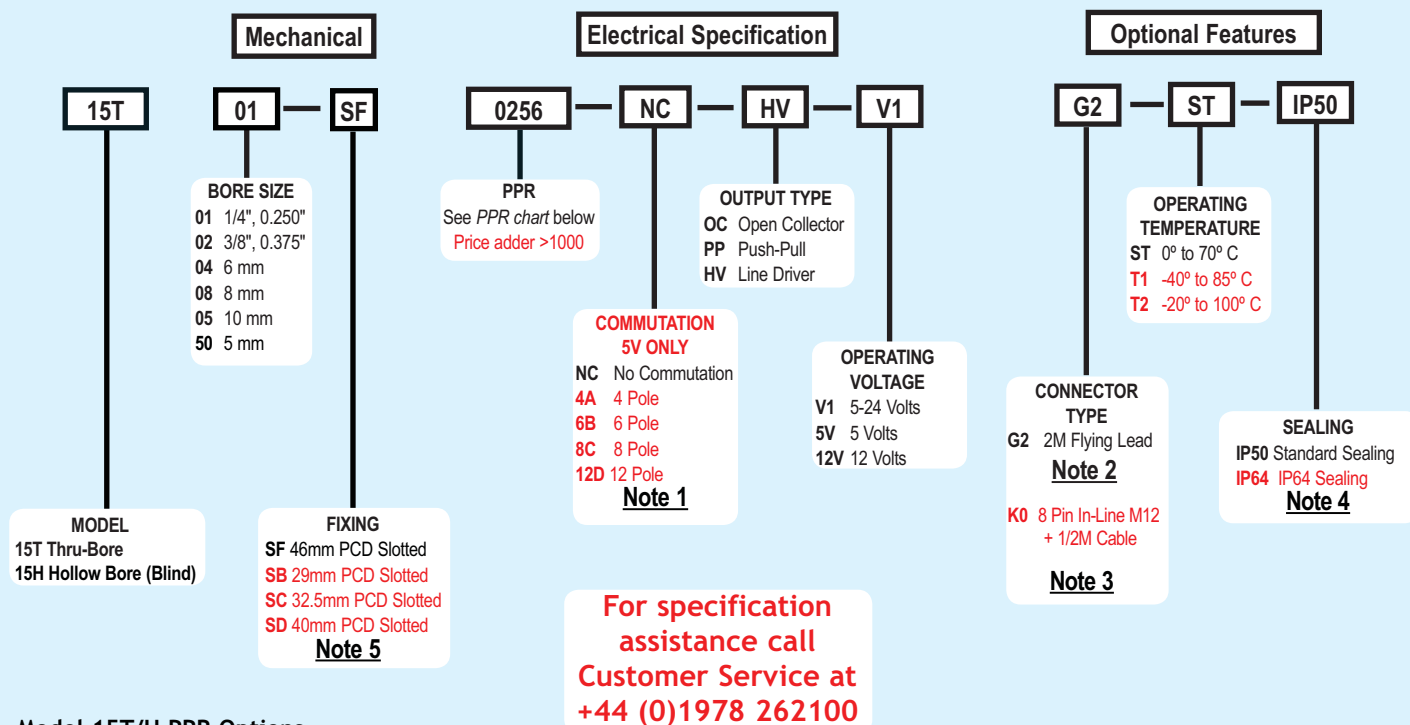 Mechanical
Electrical Specification
Optional Features
15T
01
SF
0256
NC
HV
V1
G2
ST
IP50
BORE SIZE
01 1/4", 0.250"
02 3/8", 0.375"
04 6 mm
08 8 mm
05 10 mm
50 5 mm
PPR
See PPR chart below
Price adder >1000
OUTPUT TYPE
OC Open Collector
PP Push-Pull
HV Line Driver
OPERATING
TEMPERATURE
ST 0º to 70º C
T1 -40º to 85º C
T2 -20º to 100º C
COMMUTATION
5V ONLY
NC No Commutation
4A 4 Pole
6B 6 Pole
8C 8 Pole
12D 12 Pole
Note 1
OPERATING
VOLTAGE
V1 5-24 Volts
5V 5 Volts
12V 12 Volts
CONNECTOR
TYPE
G2 2M Flying Lead
Note 2
K0 8 Pin In-Line M12
+ 1/2M Cable
Note 3
SEALING
IP50 Standard Sealing
IP64 IP64 Sealing
Note 4
MODEL
15T Thru-Bore
15H Hollow Bore (Blind)
FIXING
SF 46mm PCD Slotted
SB 29mm PCD Slotted
SC 32.5mm PCD Slotted
SD 40mm PCD Slotted
Note 5
For specification
assistance call
Customer Service at
+44 (0)1978 262100
Model 15T/H PPR Options